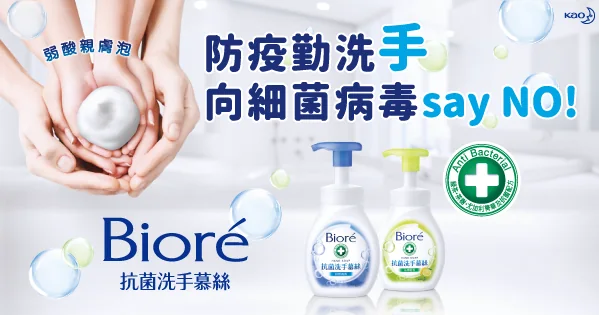 Kao
弱酸親膚泡
防疫勤洗手
向細菌病毒say NO!
Anti Bacterial
Bioré
抗菌洗手慕絲
Bioré
抗菌洗手慕絲
Bioré
抗菌洗手慕絲